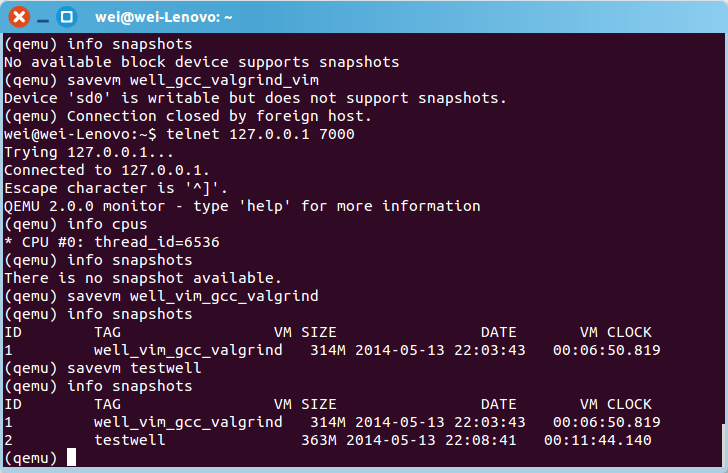 wei@wei-Lenovo: ~
(qemu) info snapshots
No available block device supports snapshots
(qemu) savevm well_gcc_valgrind_vim
Device 'sd0' is writable but does not support snapshots.
(qemu) Connection closed by foreign host.
wei@wei-Lenovo:~$ telnet 127.0.0.1 7000
Trying 127.0.0.1...
Connected to 127.0.0.1.
Escape character is '^]'.
QEMU 2.0.0 monitor - type 'help' for more information
(qemu) info cpus
* CPU #0: thread_id=6536
(qemu) info snapshots
There is no snapshot available.
(qemu) savevm well_vim_gcc_valgrind
(qemu) info snapshots
ID        TAG                 VM SIZE                DATE       VM CLOCK
1         well_vim_gcc_valgrind   314M 2014-05-13 22:03:43   00:06:50.819
(qemu) savevm testwell
(qemu) info snapshots
ID        TAG                 VM SIZE                DATE       VM CLOCK
1         well_vim_gcc_valgrind   314M 2014-05-13 22:03:43   00:06:50.819
2         testwell               363M 2014-05-13 22:08:41   00:11:44.140
(qemu)